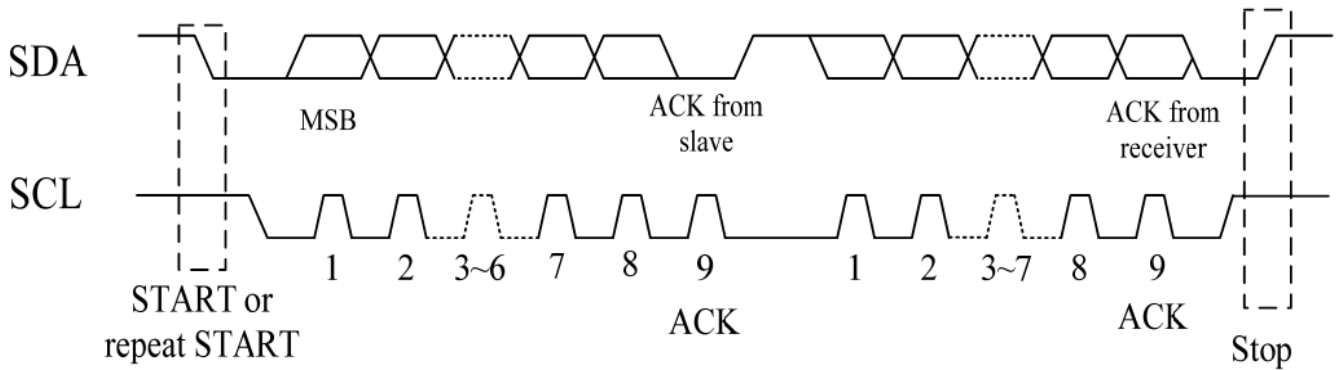 SDA
MSB
ACK from
slave
ACK from
receiver
SCL
1 2 3~6 7 8 9 1 2 3~7 8 9
START or
repeat START
ACK
ACK
Stop